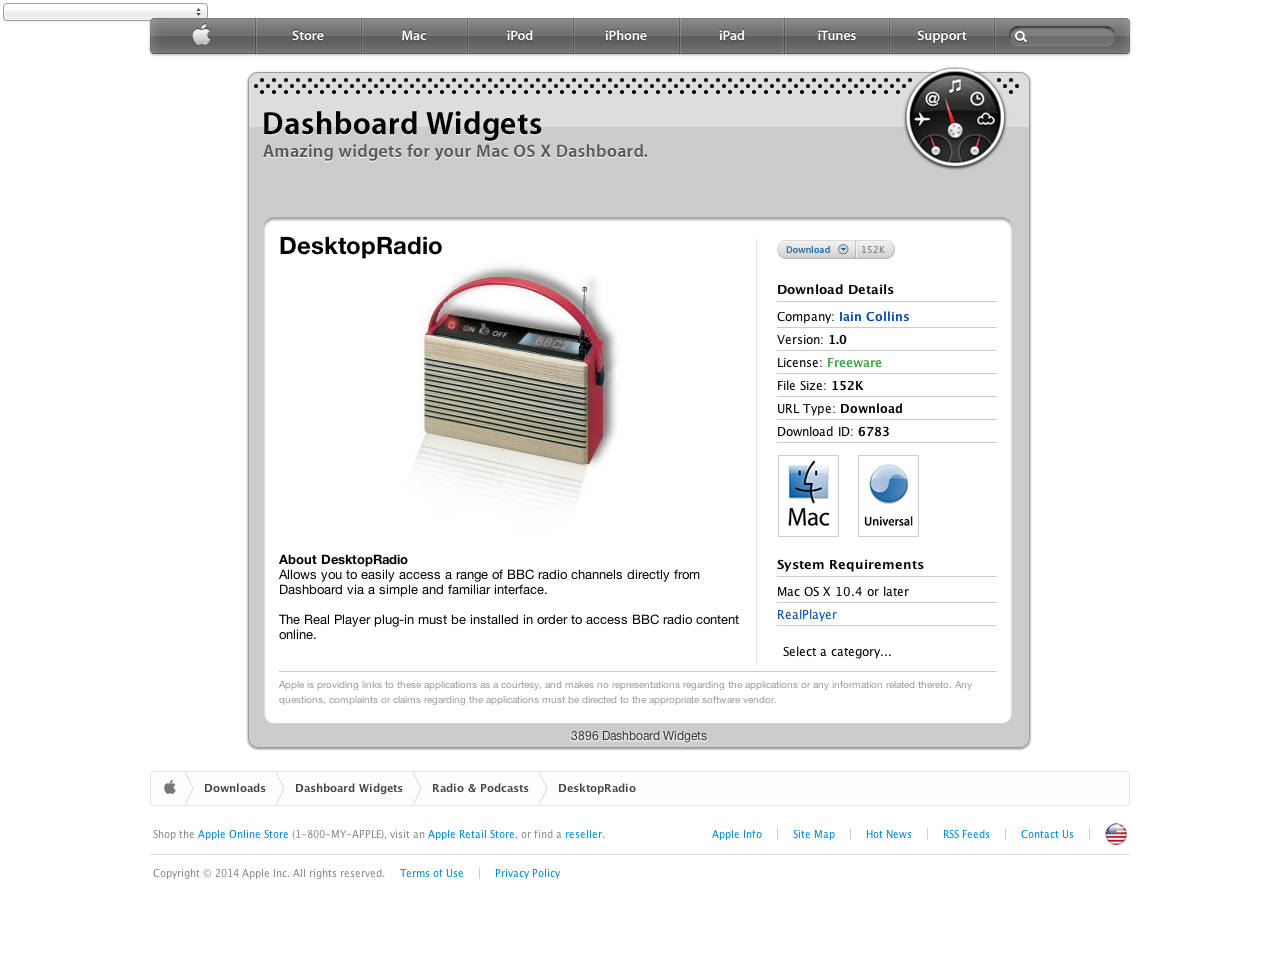 Store Mac iPod iPhone iPad iTunes Support
Dashboard Widgets
Amazing widgets for your Mac OS X Dashboard.
DesktopRadio
ON OFF BBC2
About DesktopRadio
Allows you to easily access a range of BBC radio channels directly from
Dashboard via a simple and familiar interface.
The Real Player plug-in must be installed in order to access BBC radio content
online.
Download 152K
Download Details
Company: Iain Collins
Version: 1.0
License: Freeware
File Size: 152K
URL Type: Download
Download ID: 6783
Mac
Universal
System Requirements
Mac OS X 10.4 or later
RealPlayer
Select a category...
Apple is providing links to these applications as a courtesy, and makes no representations regarding the applications or any information related thereto. Any
questions, complaints or claims regarding the applications must be directed to the appropriate software vendor.
3896 Dashboard Widgets
Downloads Dashboard Widgets Radio & Podcasts DesktopRadio
Shop the Apple Online Store (1-800-MY-APPLE), visit an Apple Retail Store, or find a reseller.
Apple Info Site Map Hot News RSS Feeds Contact Us
Copyright © 2014 Apple Inc. All rights reserved. Terms of Use Privacy Policy